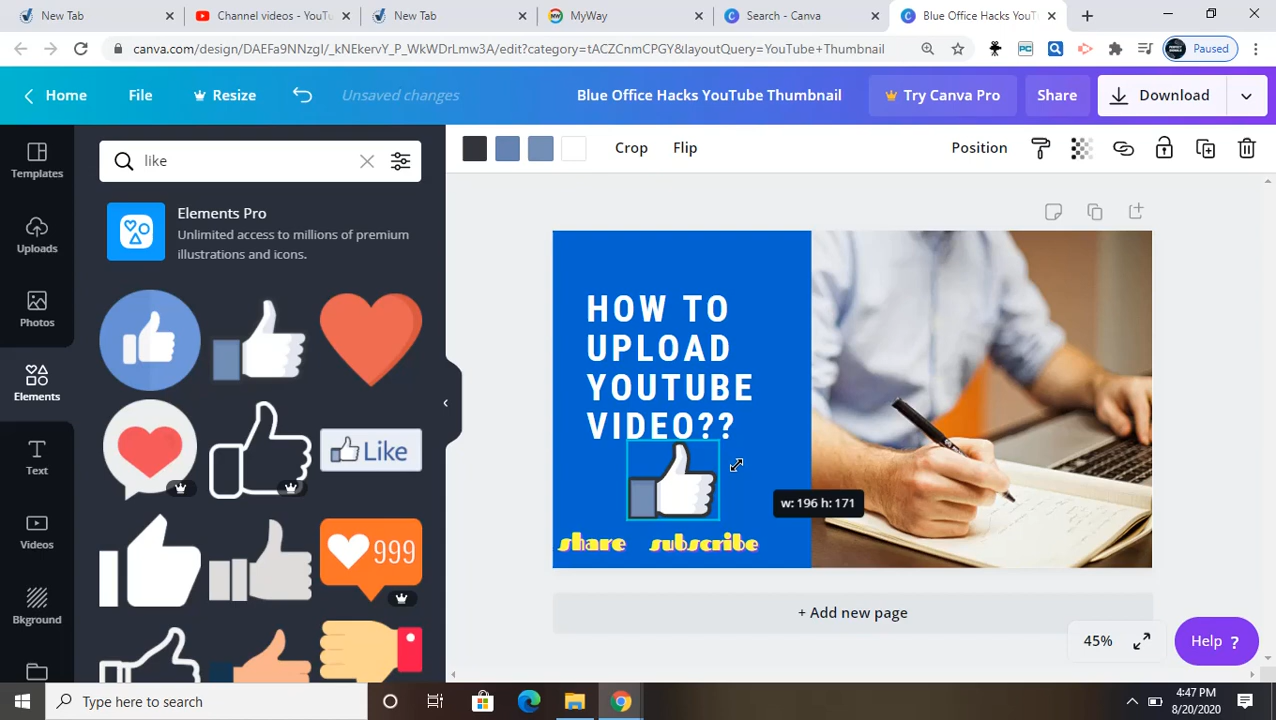 New Tab
Channel videos - YouTu
New Tab
MyWay
Search - Canva
Blue Office Hacks YouT
canva.com/design/DAEFa9NNzgI/_kNEkervY_P_WkWDrLmw3A/edit?category=tACZCnmCPGY&layoutQuery=YouTube+Thumbnail
PC
Paused
Home
File
Resize
Unsaved changes
Blue Office Hacks YouTube Thumbnail
Try Canva Pro
Share
Download
Templates
Uploads
Photos
Elements
Text
Videos
Bkground
like
Elements Pro
Unlimited access to millions of premium
illustrations and icons.
Like
999
Crop
Flip
Position
HOW TO
UPLOAD
YOUTUBE
VIDEO??
w: 196 h: 171
share
subscribe
+ Add new page
45%
Help ?
Type here to search
4:47 PM
8/20/2020